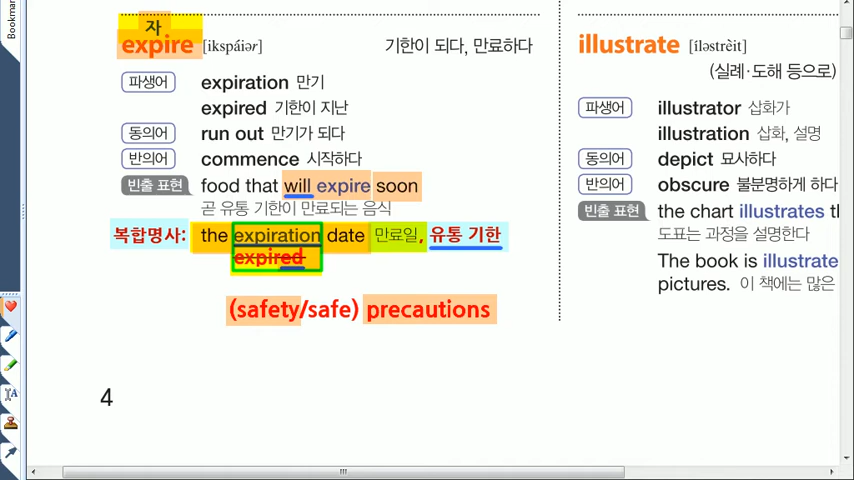 Bookmar
자
expire [ikspáiər] 기한이 되다, 만료하다
파생어 expiration 만기
expired 기한이 지난
동의어 run out 만기가 되다
반의어 commence 시작하다
빈출 표현 food that will expire soon
곧 유통 기한이 만료되는 음식
복합명사: the expiration date 만료일, 유통 기한
expired
(safety/safe) precautions
4
illustrate [íləstrèit]
(실례·도해 등으로)
파생어 illustrator 삽화가
illustration 삽화, 설명
동의어 depict 묘사하다
반의어 obscure 불분명하게 하다
빈출 표현 the chart illustrates t
도표는 과정을 설명한다
The book is illustrate
pictures. 이 책에는 많은